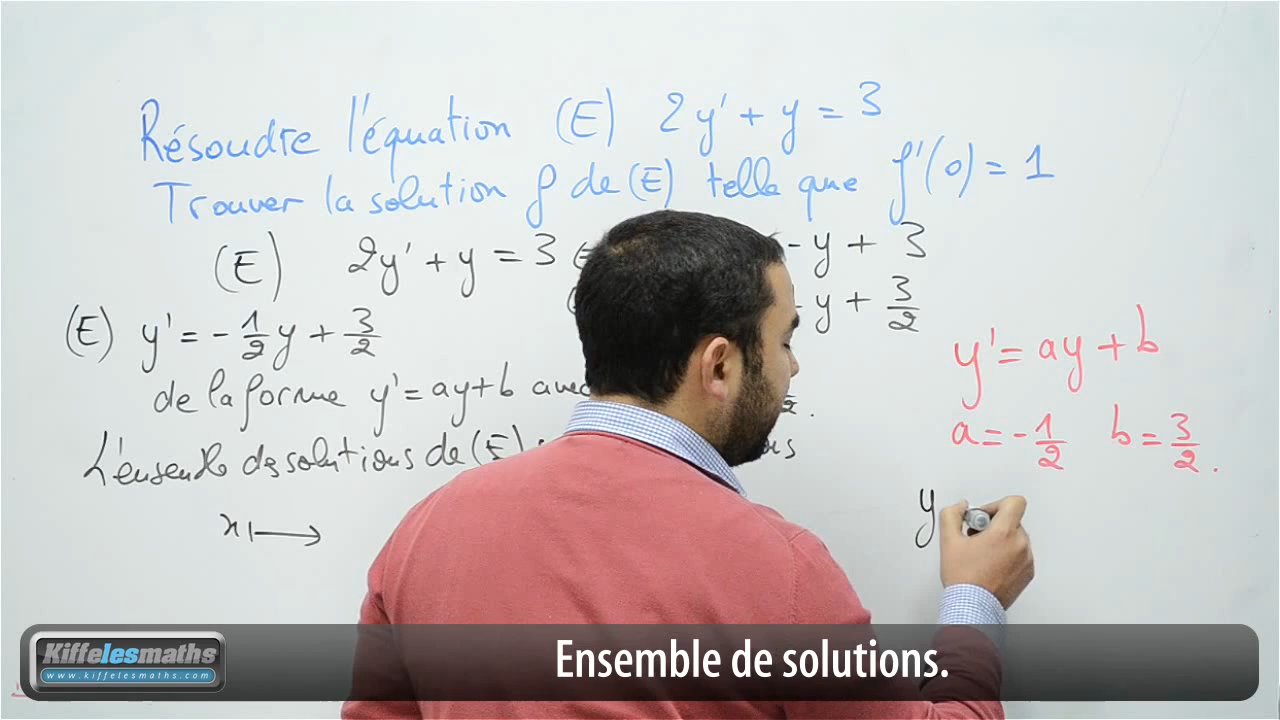 Résoudre l'équation (E) 2y' + y = 3
Trouver la solution f de (E) telle que f'(0) = 1
(E) 2y' + y = 3 - y + 3
- y + 3/2
(E) y' = - 1/2 y + 3/2
de la forme y' = ay + b avec
L'ensemble des solutions de (E)
x ↦
y' = ay + b
a = - 1/2 b = 3/2 .
y
Kiffelesmaths
www.kiffelesmaths.com
Ensemble de solutions.